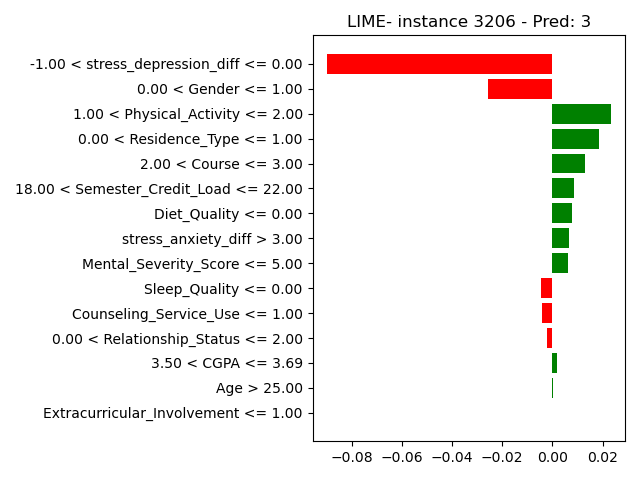 LIME- instance 3206 - Pred: 3
-1.00 < stress_depression_diff <= 0.00
0.00 < Gender <= 1.00
1.00 < Physical_Activity <= 2.00
0.00 < Residence_Type <= 1.00
2.00 < Course <= 3.00
18.00 < Semester_Credit_Load <= 22.00
Diet_Quality <= 0.00
stress_anxiety_diff > 3.00
Mental_Severity_Score <= 5.00
Sleep_Quality <= 0.00
Counseling_Service_Use <= 1.00
0.00 < Relationship_Status <= 2.00
3.50 < CGPA <= 3.69
Age > 25.00
Extracurricular_Involvement <= 1.00
−0.08 −0.06 −0.04 −0.02 0.00 0.02